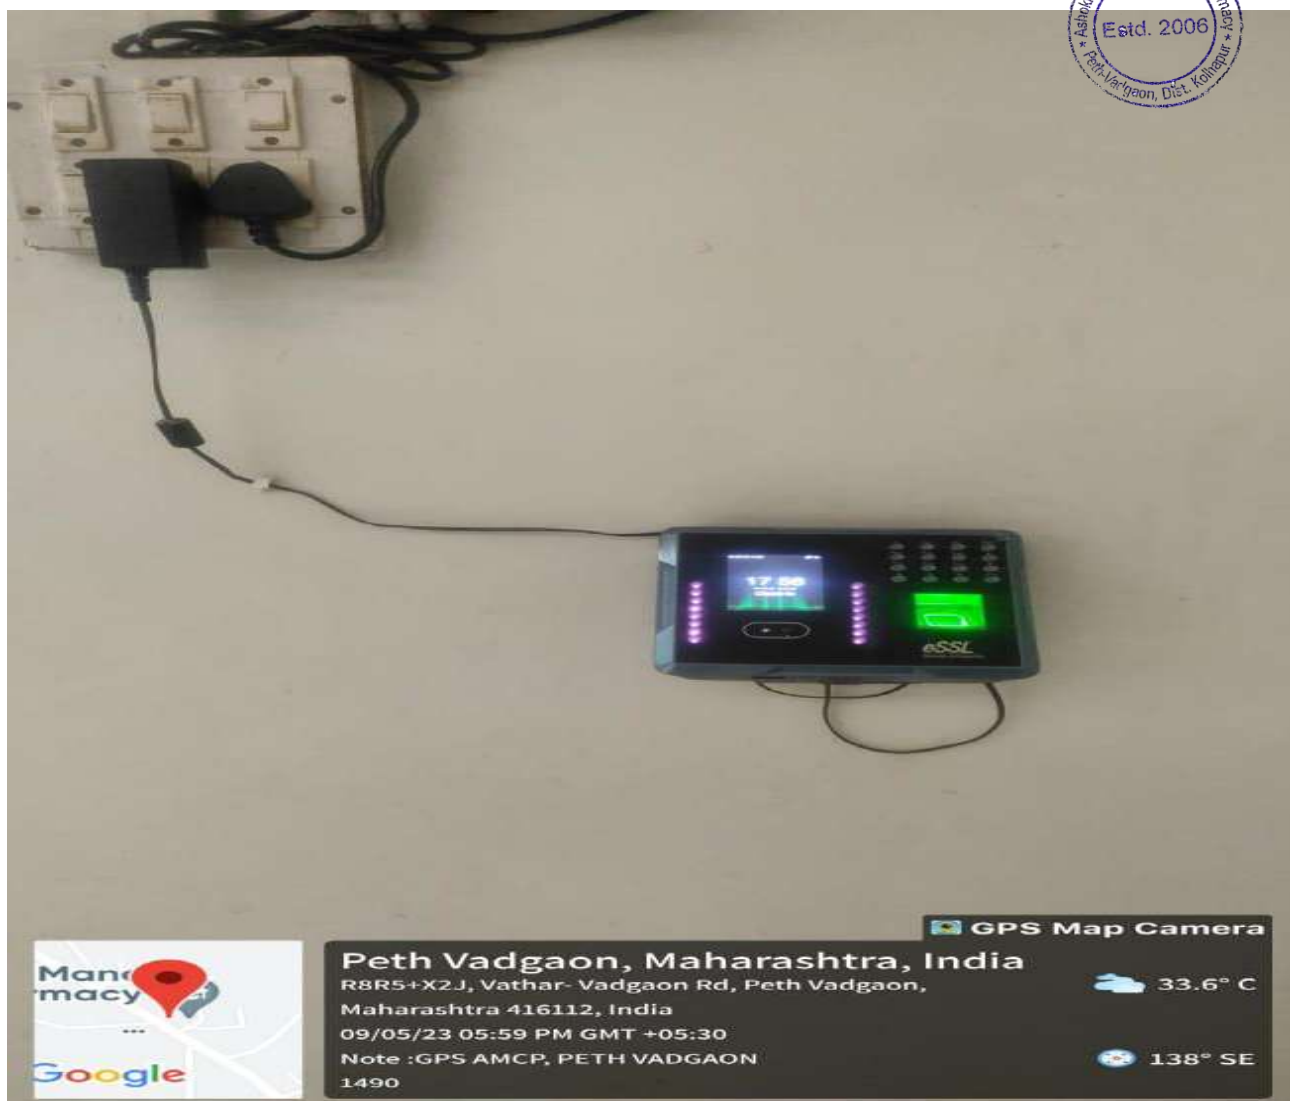 Estd. 2006
Peth-Vadgaon, Dist. Kolhapur
eSSL
GPS Map Camera
Peth Vadgaon, Maharashtra, India
R8R5+X2J, Vathar- Vadgaon Rd, Peth Vadgaon,
Maharashtra 416112, India
09/05/23 05:59 PM GMT +05:30
Note :GPS AMCP, PETH VADGAON
1490
33.6° C
138° SE
Google